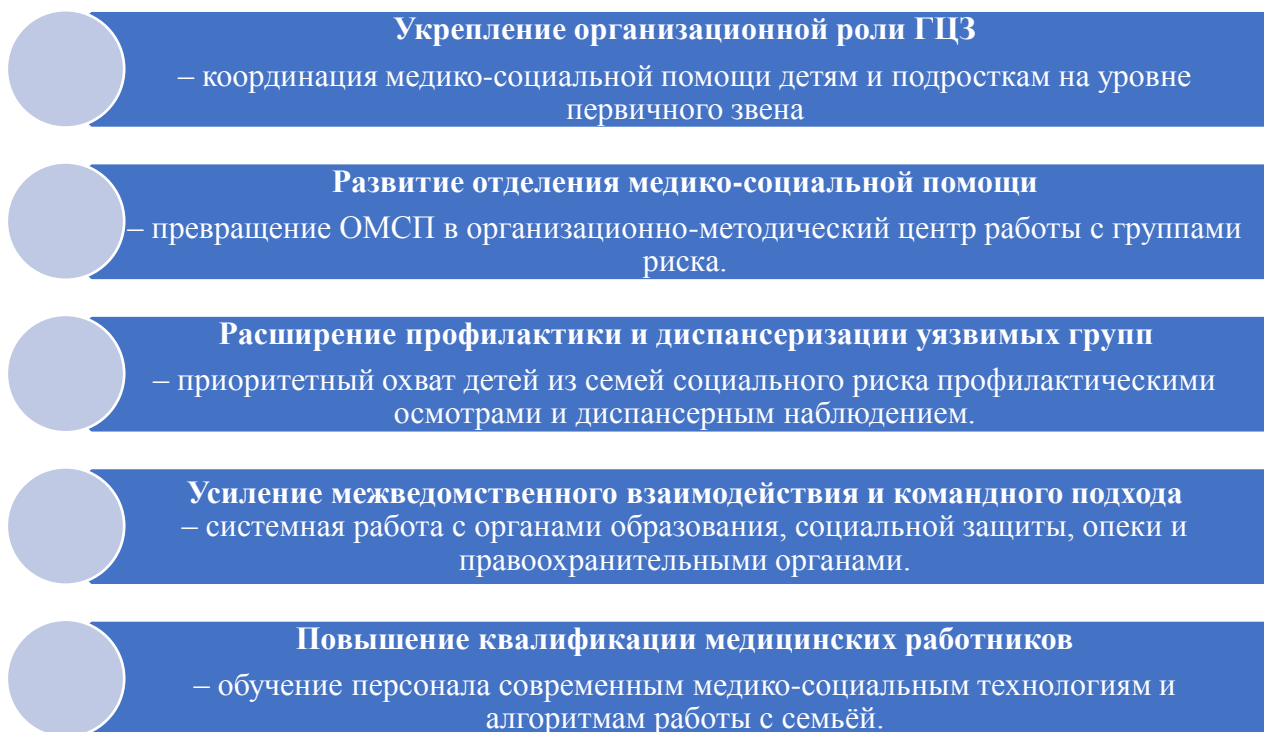 Укрепление организационной роли ГЦЗ
– координация медико-социальной помощи детям и подросткам на уровне
первичного звена
Развитие отделения медико-социальной помощи
– превращение ОМСП в организационно-методический центр работы с группами
риска.
Расширение профилактики и диспансеризации уязвимых групп
– приоритетный охват детей из семей социального риска профилактическими
осмотрами и диспансерным наблюдением.
Усиление межведомственного взаимодействия и командного подхода
– системная работа с органами образования, социальной защиты, опеки и
правоохранительными органами.
Повышение квалификации медицинских работников
– обучение персонала современным медико-социальным технологиям и
алгоритмам работы с семьёй.